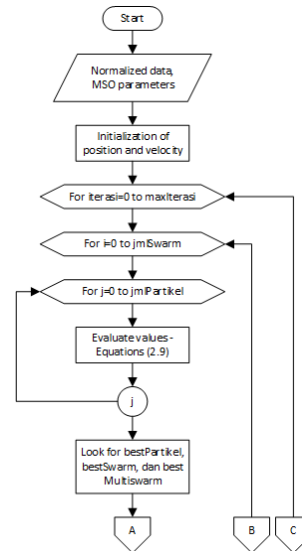 Start
Normalized data,
MSO parameters
Initialization of
position and velocity
For iterasi=0 to maxIterasi
For i=0 to jmlSwarm
For j=0 to jmlPartikel
Evaluate values -
Equations (2.9)
j
Look for bestPartikel,
bestSwarm, dan best
Multiswarm
A
B
C